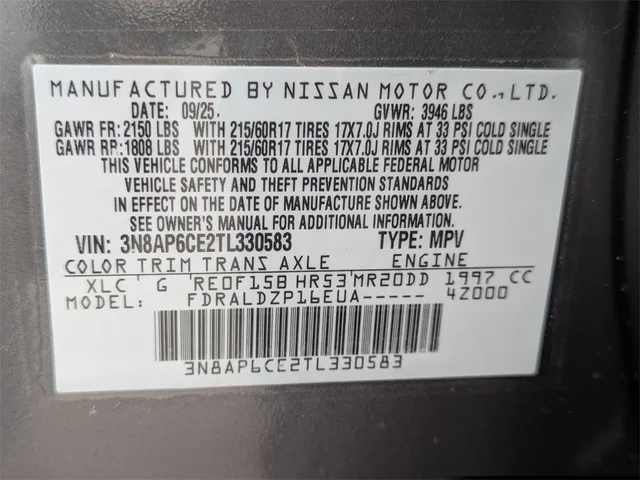 MANUFACTURED BY NISSAN MOTOR CO., LTD.
DATE: 09/25. GVWR: 3946 LBS
GAWR FR: 2150 LBS WITH 215/60R17 TIRES 17X7.0J RIMS AT 33 PSI COLD SINGLE
GAWR RP: 1808 LBS WITH 215/60R17 TIRES 17X7.0J RIMS AT 33 PSI COLD SINGLE
THIS VEHICLE CONFORMS TO ALL APPLICABLE FEDERAL MOTOR
VEHICLE SAFETY AND THEFT PREVENTION STANDARDS
IN EFFECT ON THE DATE OF MANUFACTURE SHOWN ABOVE.
SEE OWNER'S MANUAL FOR ADDITIONAL INFORMATION.
VIN: 3N8AP6CE2TL330583 TYPE: MPV
COLOR TRIM TRANS AXLE ENGINE
XLC G RE0F15B HR53 MR20DD 1997 CC
FDRALDZP16EUA----- 4Z000
3N8AP6CE2TL330583